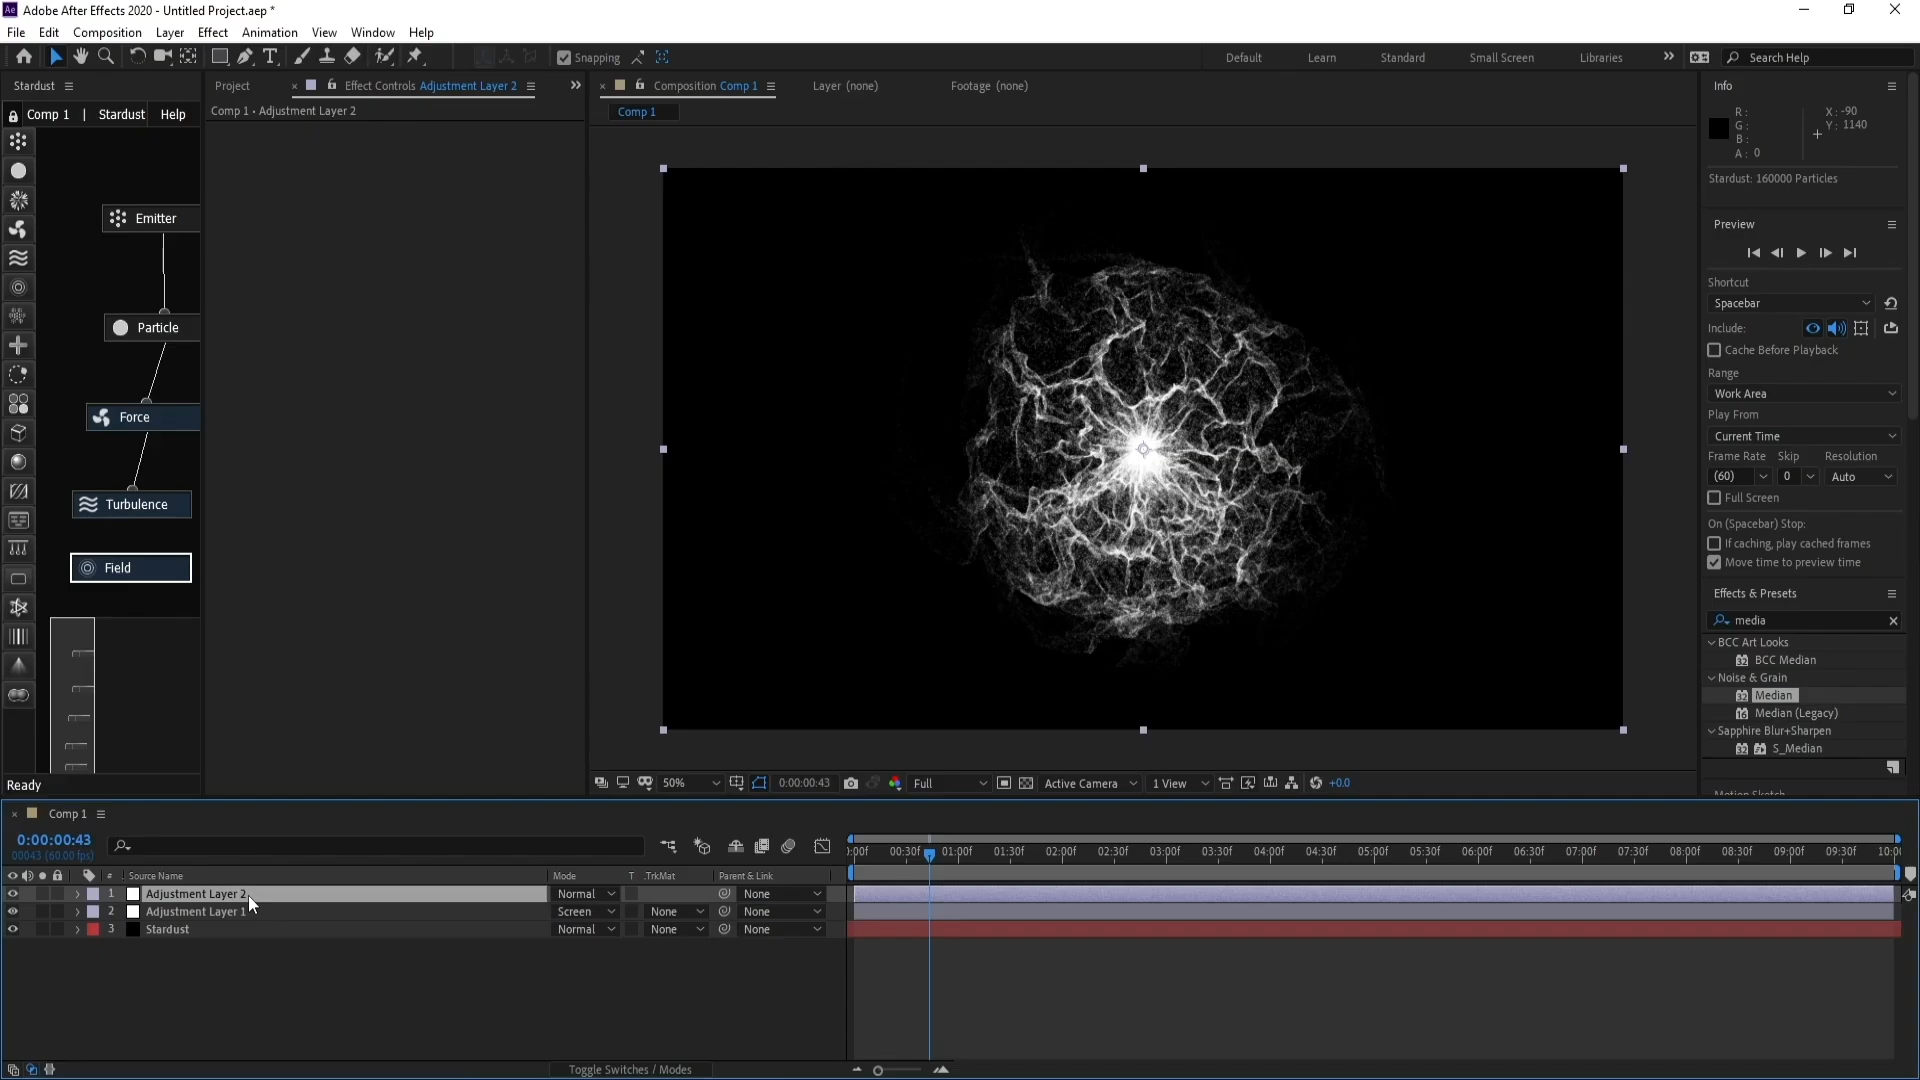 Adobe After Effects 2020 - Untitled Project.aep *
File Edit Composition Layer Effect Animation View Window Help
Snapping
Default Learn Standard Small Screen Libraries
Search Help
Stardust
Project
Effect Controls Adjustment Layer 2
Composition Comp 1
Layer (none)
Footage (none)
Comp 1 | Stardust Help
Comp 1 • Adjustment Layer 2
Comp 1
Emitter
Particle
Force
Turbulence
Field
Ready
Info
R :
G :
B :
A : 0
X : -90
Y : 1140
Stardust: 160000 Particles
Preview
Shortcut
Spacebar
Include:
Cache Before Playback
Range
Work Area
Play From
Current Time
Frame Rate Skip Resolution
(60) 0 Auto
Full Screen
On (Spacebar) Stop:
If caching, play cached frames
Move time to preview time
Effects & Presets
media
BCC Art Looks
32 BCC Median
Noise & Grain
32 Median
16 Median (Legacy)
Sapphire Blur+Sharpen
32 S_Median
Motion Sketch
50% 0:00:00:43 Full Active Camera 1 View +0.0
Comp 1
0:00:00:43
00043 (60.00 fps)
:00f 00:30f 01:00f 01:30f 02:00f 02:30f 03:00f 03:30f 04:00f 04:30f 05:00f 05:30f 06:00f 06:30f 07:00f 07:30f 08:00f 08:30f 09:00f 09:30f 10:0
# Source Name Mode T .TrkMat Parent & Link
1 Adjustment Layer 2 Normal None
2 Adjustment Layer 1 Screen None None
3 Stardust Normal None None
Toggle Switches / Modes